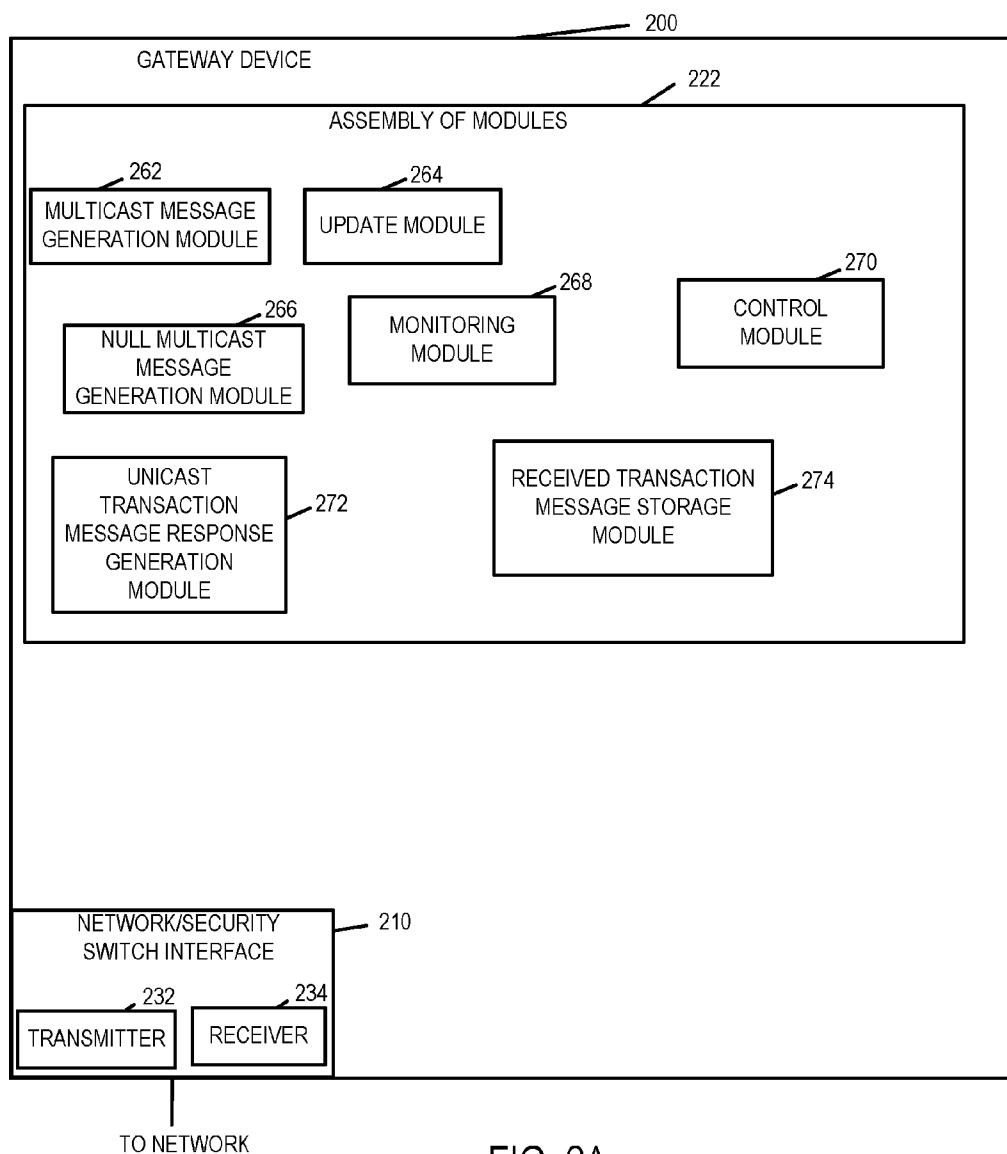 200
GATEWAY DEVICE
222
ASSEMBLY OF MODULES
262
MULTICAST MESSAGE
GENERATION MODULE
264
UPDATE MODULE
266
NULL MULTICAST
MESSAGE
GENERATION MODULE
268
MONITORING
MODULE
270
CONTROL
MODULE
UNICAST
TRANSACTION
MESSAGE RESPONSE
GENERATION
MODULE
272
RECEIVED TRANSACTION
MESSAGE STORAGE
MODULE
274
NETWORK/SECURITY
SWITCH INTERFACE
210
232
TRANSMITTER
234
RECEIVER
TO NETWORK